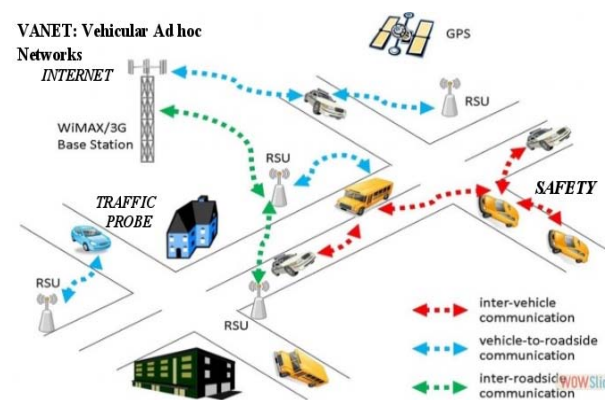 VANET: Vehicular Ad hoc
Networks
INTERNET
GPS
WiMAX/3G
Base Station
RSU
RSU
TRAFFIC
PROBE
SAFETY
RSU
RSU
inter-vehicle
communication
vehicle-to-roadside
communication
inter-roadside
communication